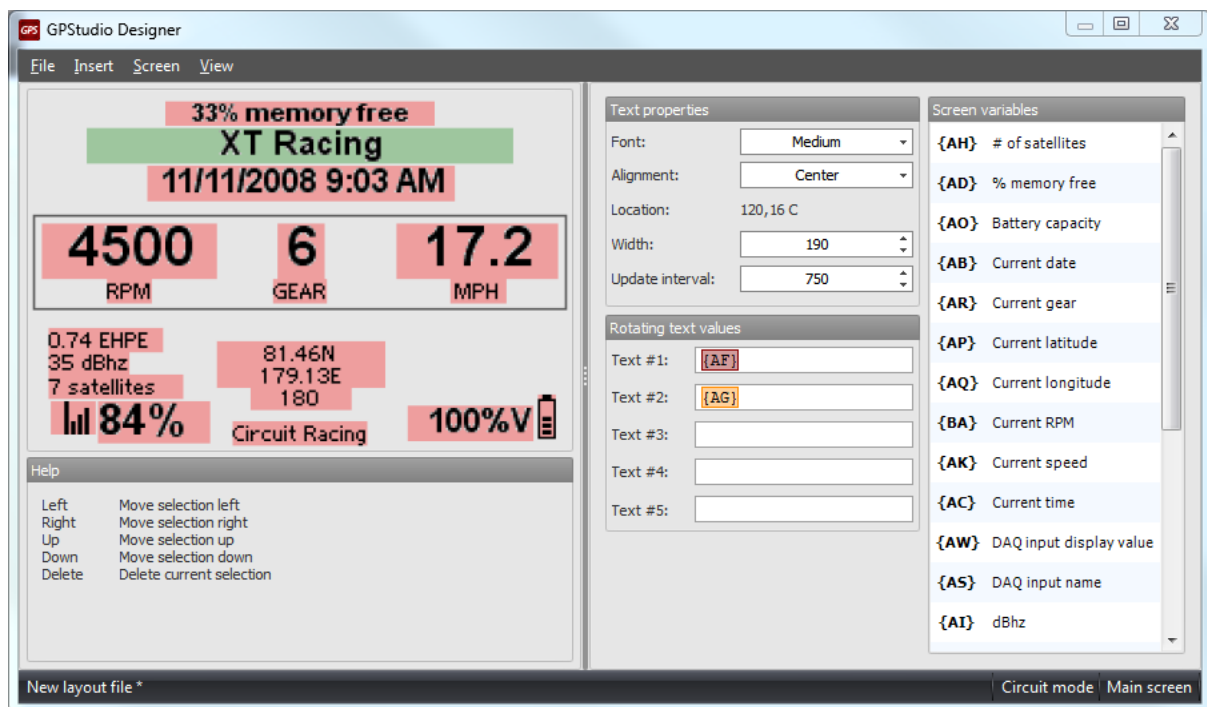 GPS GPStudio Designer
File Insert Screen View
33% memory free
XT Racing
11/11/2008 9:03 AM
4500 6 17.2
RPM GEAR MPH
0.74 EHPE
35 dBhz
7 satellites
84%
81.46N
179.13E
180
Circuit Racing
100%V
Help
Left Move selection left
Right Move selection right
Up Move selection up
Down Move selection down
Delete Delete current selection
Text properties
Font: Medium
Alignment: Center
Location: 120,16 C
Width: 190
Update interval: 750
Rotating text values
Text #1: {AF}
Text #2: {AG}
Text #3:
Text #4:
Text #5:
Screen variables
{AH} # of satellites
{AD} % memory free
{AO} Battery capacity
{AB} Current date
{AR} Current gear
{AP} Current latitude
{AQ} Current longitude
{BA} Current RPM
{AK} Current speed
{AC} Current time
{AW} DAQ input display value
{AS} DAQ input name
{AI} dBhz
New layout file *
Circuit mode Main screen